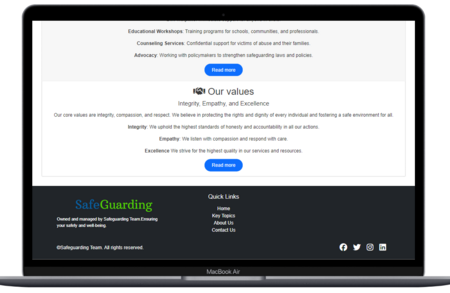 Educational Workshops: Training programs for schools, communities, and professionals.
Counseling Services: Confidential support for victims of abuse and their families.
Advocacy: Working with policymakers to strengthen safeguarding laws and policies.
Read more
Our values
Integrity, Empathy, and Excellence
Our core values are integrity, compassion, and respect. We believe in protecting the rights and dignity of every individual and fostering a safe environment for all.
Integrity: We uphold the highest standards of honesty and accountability in all our actions.
Empathy: We listen with compassion and respond with care.
Excellence We strive for the highest quality in our services and resources.
Read more
SafeGuarding
Owned and managed by Safeguarding Team.Ensuring
your safety and well-being.
Quick Links
Home
Key Topics
About Us
Contact Us
©Safeguarding Team. All rights reserved.
MacBook Air